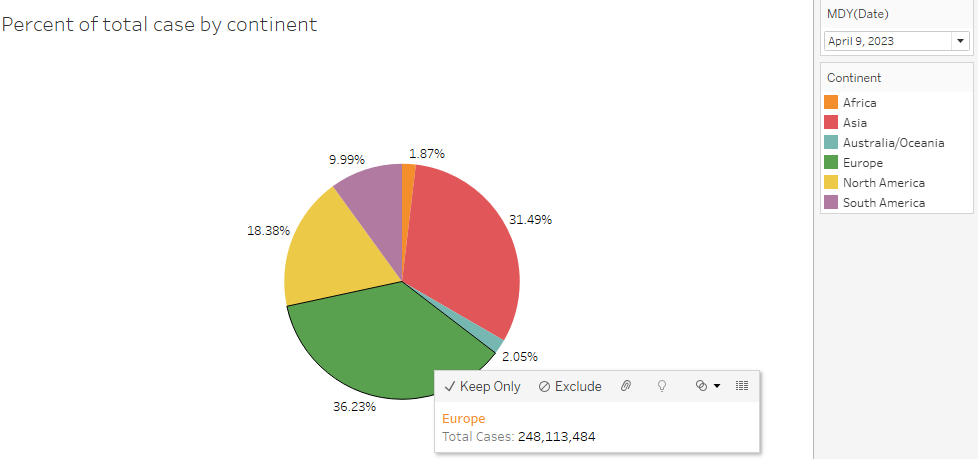 Percent of total case by continent
MDY(Date)
April 9, 2023
Continent
Africa
Asia
Australia/Oceania
Europe
North America
South America
9.99%
1.87%
31.49%
18.38%
2.05%
36.23%
Keep Only Exclude
Europe
Total Cases: 248,113,484